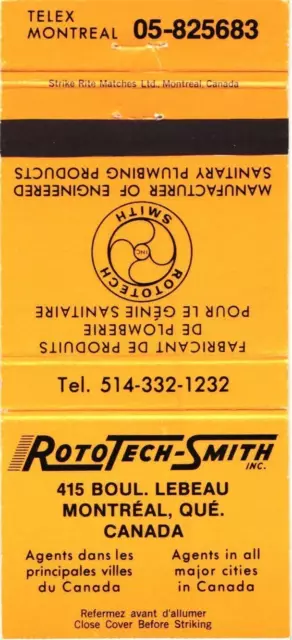 TELEX
MONTREAL 05-825683
Strike Rite Matches Ltd., Montreal, Canada
FABRICANT DE PRODUITS
DE PLOMBERIE
POUR LE GÉNIE SANITAIRE
ROTOTECH
INC
SMITH
MANUFACTURER OF ENGINEERED
SANITARY PLUMBING PRODUCTS
Tel. 514-332-1232
ROTOTECH-SMITH
INC.
415 BOUL. LEBEAU
MONTRÉAL, QUÉ.
CANADA
Agents dans les
principales villes
du Canada
Agents in all
major cities
in Canada
Refermez avant d'allumer
Close Cover Before Striking